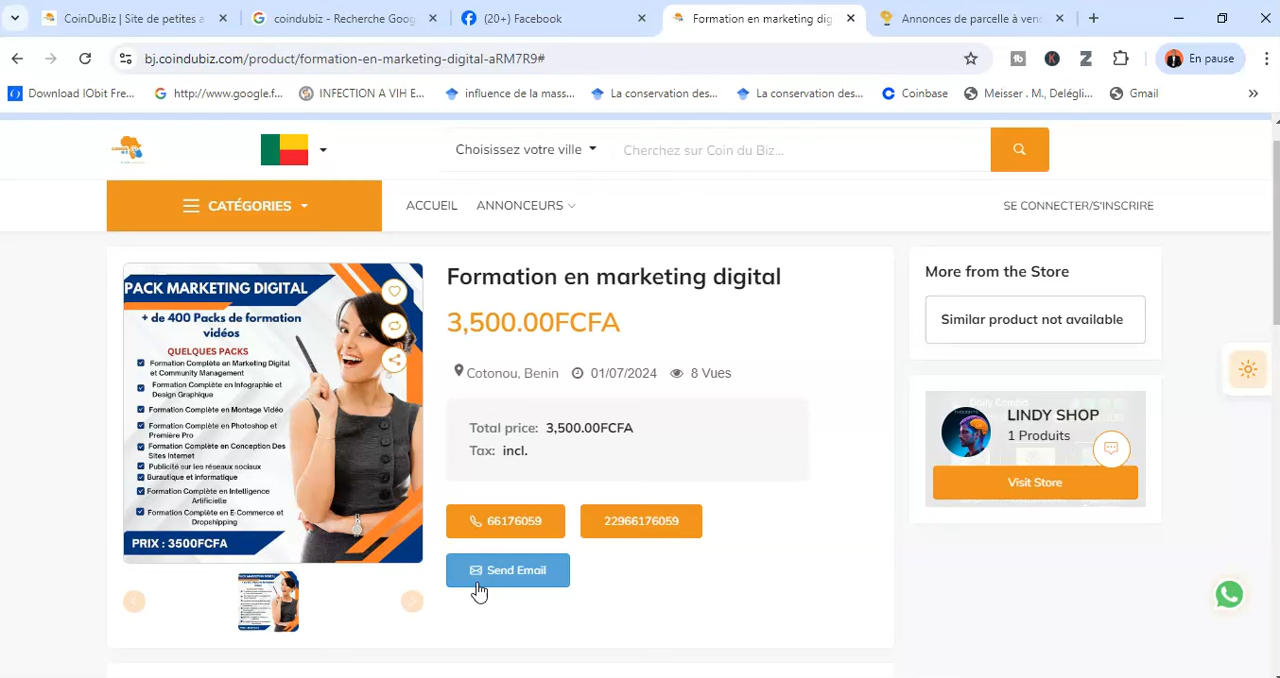 CoinDuBiz | Site de petites a
coindubiz - Recherche Goog
(20+) Facebook
Formation en marketing dig
Annonces de parcelle à vend
bj.coindubiz.com/product/formation-en-marketing-digital-aRM7R9#
En pause
Download IObit Fre...
http://www.google.f...
INFECTION A VIH E...
influence de la mass...
La conservation des...
La conservation des...
Coinbase
Meisser . M., Delégli...
Gmail
Choisissez votre ville
Cherchez sur Coin du Biz...
CATÉGORIES
ACCUEIL
ANNONCEURS
SE CONNECTER/S'INSCRIRE
PACK MARKETING DIGITAL
+ de 400 Packs de formation
vidéos
QUELQUES PACKS
Formation Complète en Marketing Digital
et Community Management
Formation Complète en Infographie et
Design Graphique
Formation Complète en Montage Vidéo
Formation Complète en Photoshop et
Première Pro
Formation Complète en Conception Des
Sites Internet
Publicité sur les réseaux sociaux
Burautique et Informatique
Formation Complète en Intelligence
Artificielle
Formation Complète en E-Commerce et
Dropshipping
PRIX : 3500FCFA
Formation en marketing digital
3,500.00FCFA
Cotonou, Benin
01/07/2024
8 Vues
Total price: 3,500.00FCFA
Tax: incl.
66176059
22966176059
Send Email
More from the Store
Similar product not available
LINDY SHOP
1 Produits
Visit Store